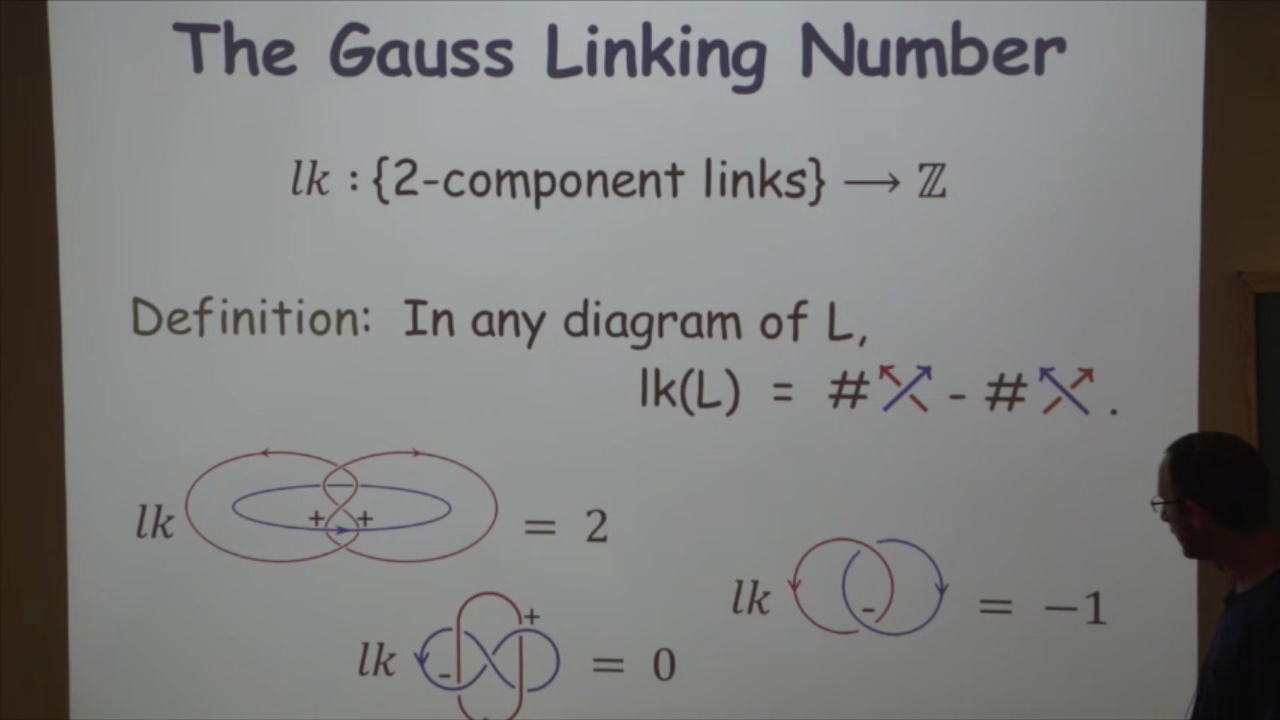 The Gauss Linking Number
lk : {2-component links} ⟶ ℤ
Definition: In any diagram of L,
lk(L) = # - # .
lk + + = 2
lk - = -1
lk - + = 0